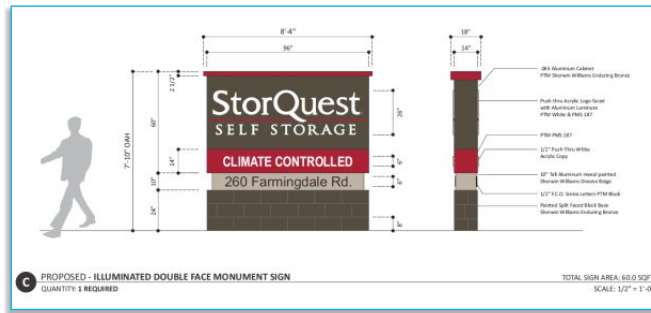 8'-4"
96"
18"
14"
2 1/2"
60"
7'-10" OAH
14"
10"
24"
StorQuest
SELF STORAGE
CLIMATE CONTROLLED
260 Farmingdale Rd.
26"
6"
6"
8"
.063 Aluminum Cabinet
PTM Sherwin Williams Enduring Bronze
Push-thru Acrylic Logo faced
with Aluminum Laminate
PTM White & PMS 187
PTM PMS 187
1/2" Push-Thru White
Acrylic Copy
10" Tall Aluminum reveal painted
Sherwin Williams Diverse Beige
1/2" F.C.O. Sintra Letters PTM Black
Painted Split Faced Block Base
Sherwin Williams Enduring Bronze
C
PROPOSED - ILLUMINATED DOUBLE FACE MONUMENT SIGN
QUANTITY: 1 REQUIRED
TOTAL SIGN AREA: 60.0 SQF
SCALE: 1/2" = 1'-0